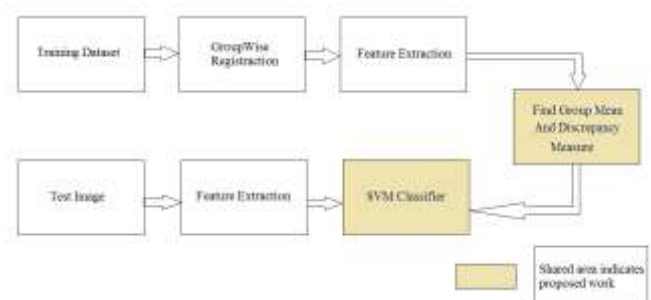 Training Dataset
GroupWise
Registraction
Feature Extraction
Find Group Mean
And Discrepancy
Measure
Test Image
Feature Extraction
SVM Classifier
Shared area indicates
proposed work